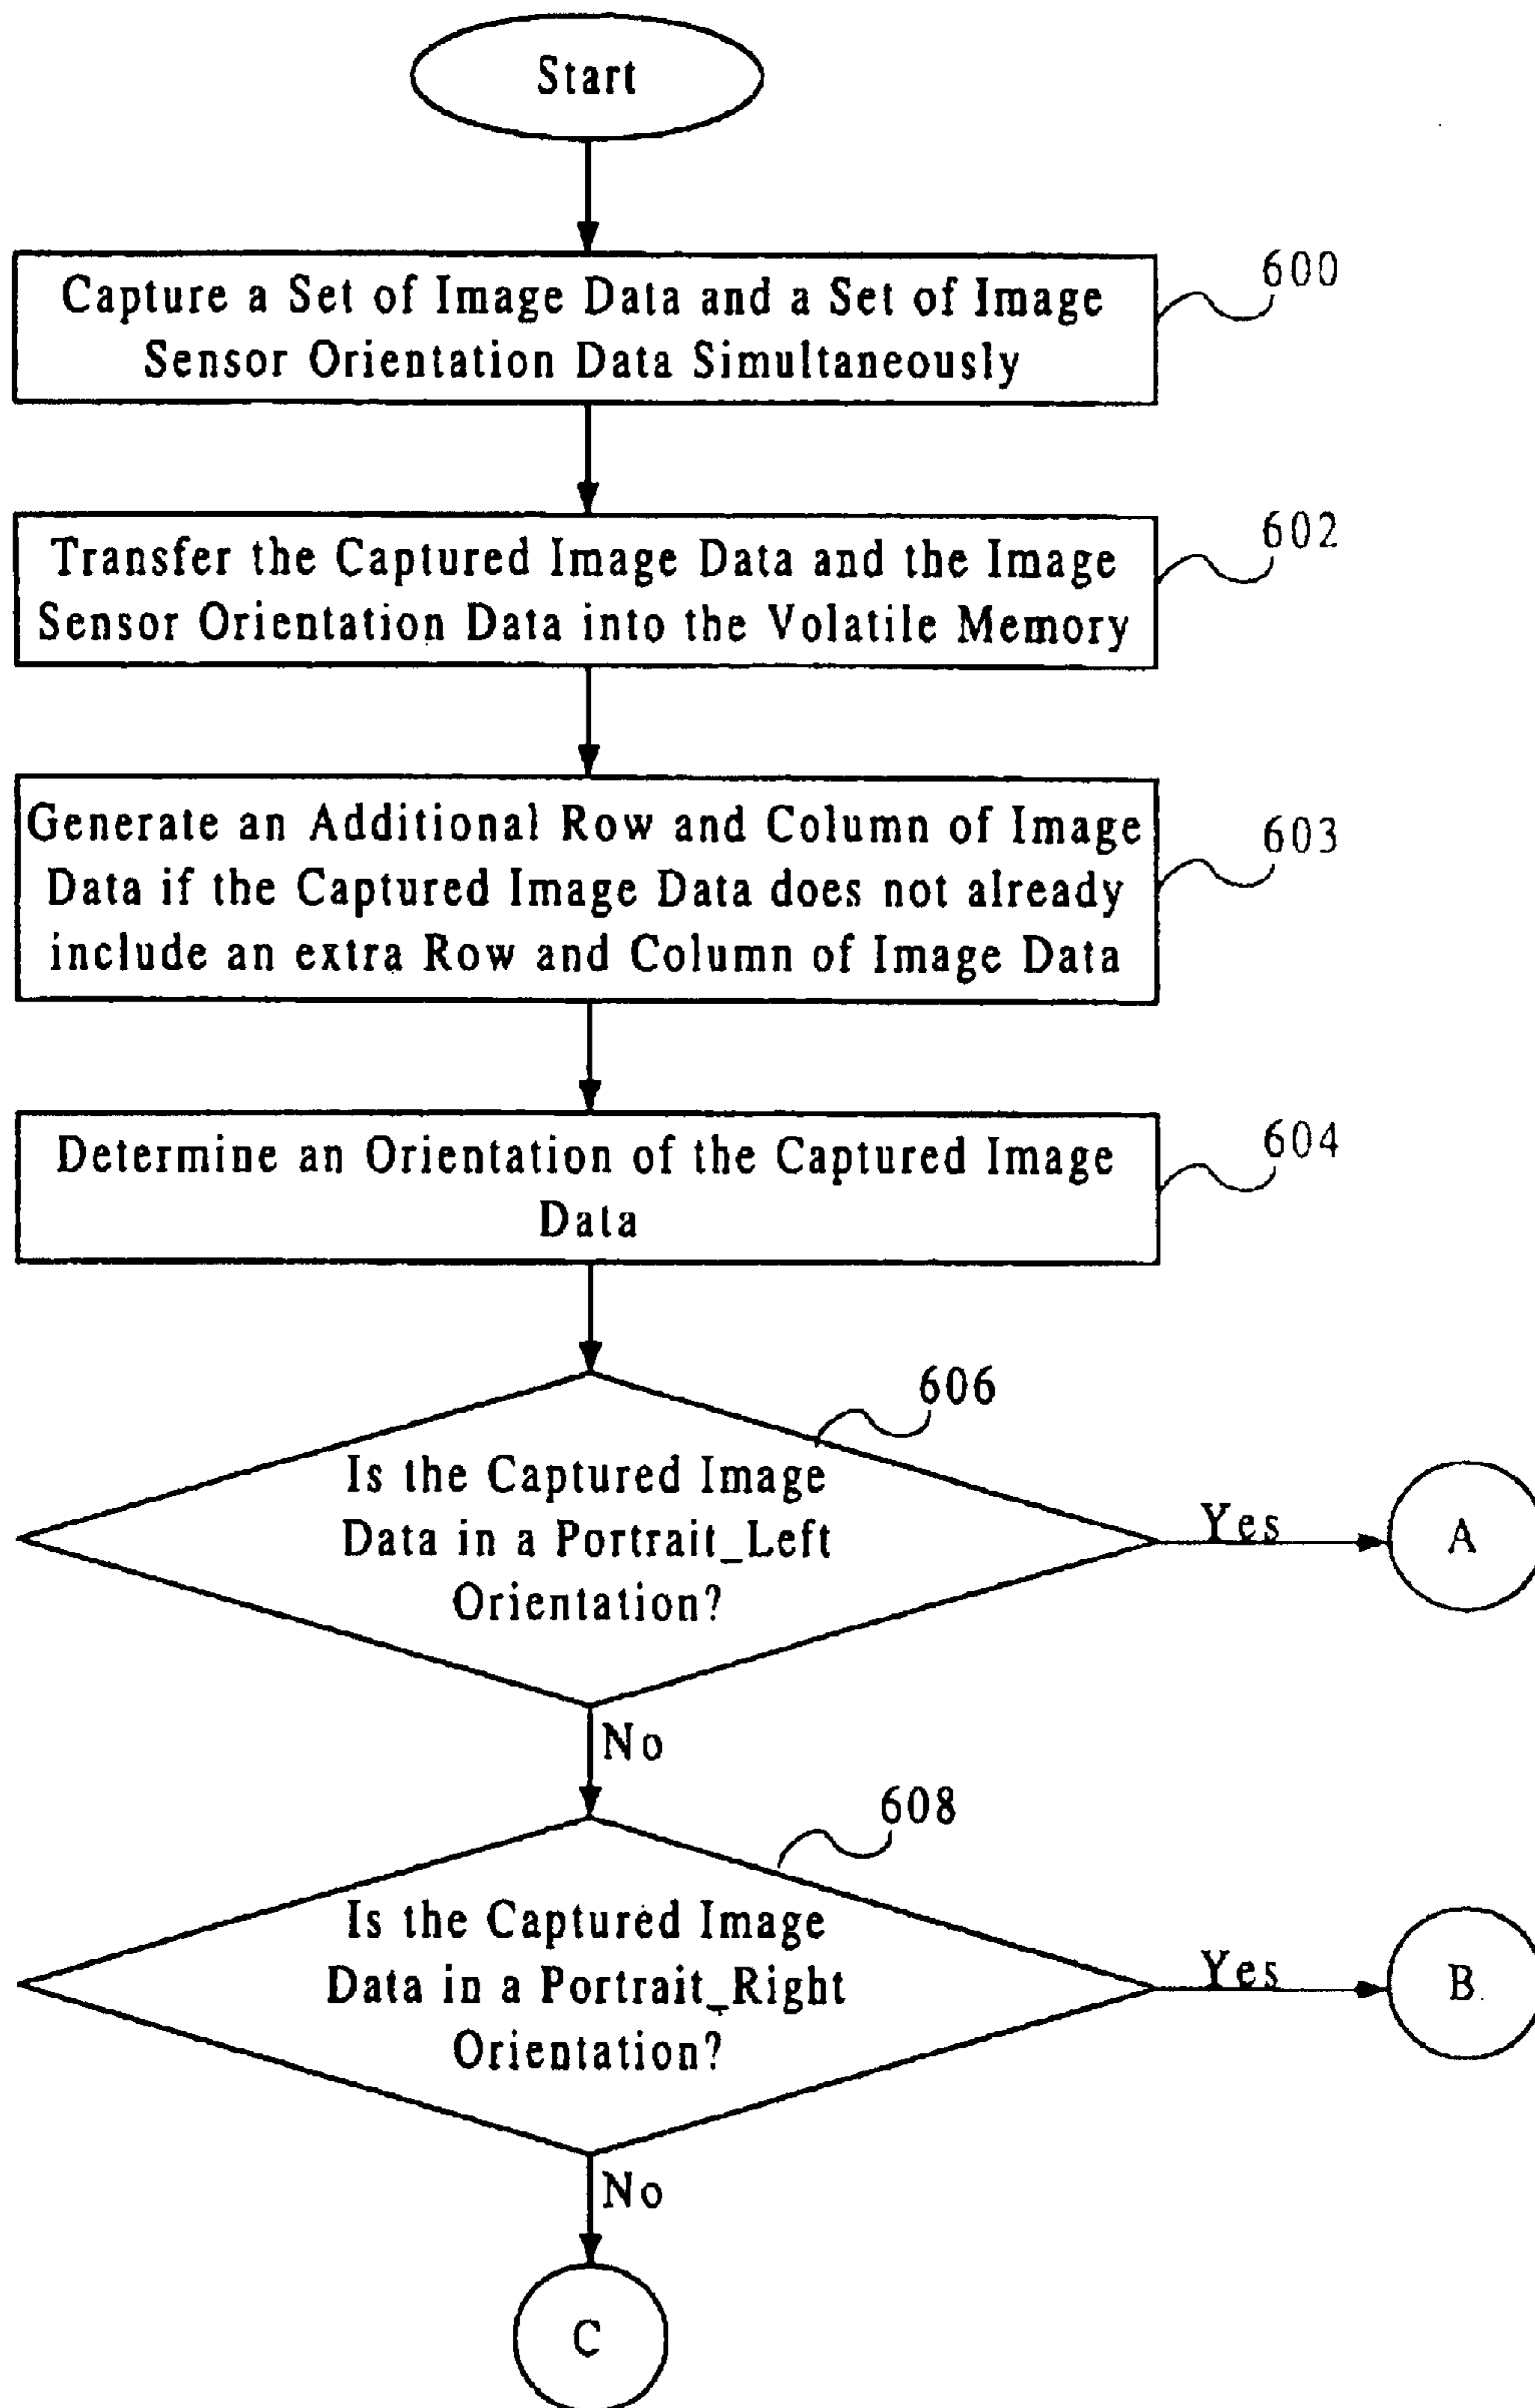 Start
600
Capture a Set of Image Data and a Set of Image
Sensor Orientation Data Simultaneously
602
Transfer the Captured Image Data and the Image
Sensor Orientation Data into the Volatile Memory
603
Generate an Additional Row and Column of Image
Data if the Captured Image Data does not already
include an extra Row and Column of Image Data
604
Determine an Orientation of the Captured Image
Data
606
Is the Captured Image
Data in a Portrait_Left
Orientation?
Yes
A
No
608
Is the Captured Image
Data in a Portrait_Right
Orientation?
Yes
B
No
C